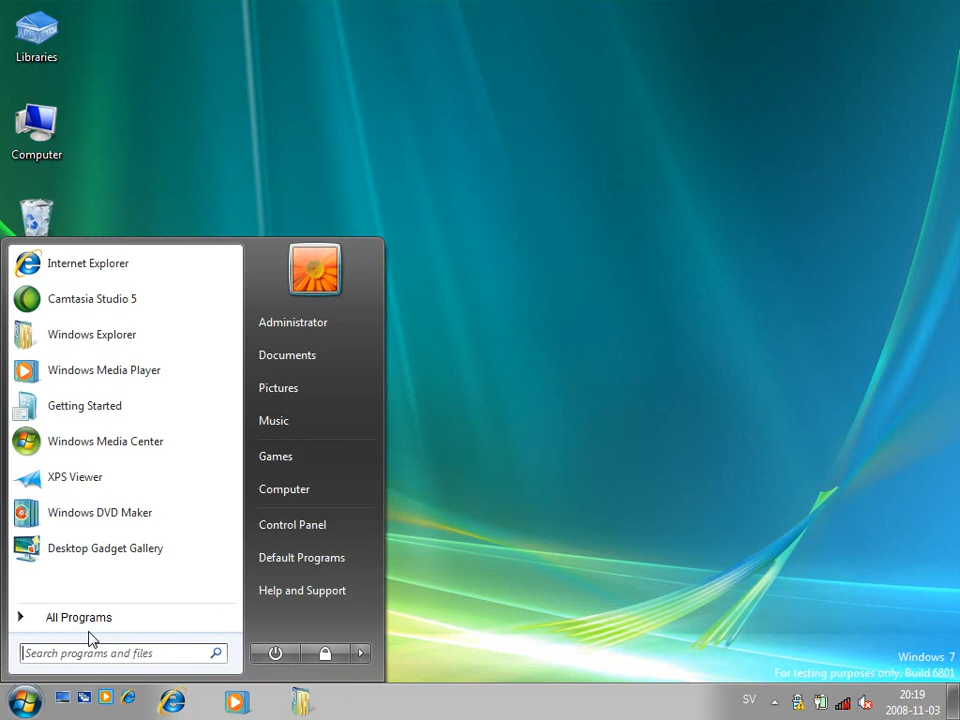 Libraries
Computer
Internet Explorer
Camtasia Studio 5
Windows Explorer
Windows Media Player
Getting Started
Windows Media Center
XPS Viewer
Windows DVD Maker
Desktop Gadget Gallery
All Programs
Search programs and files
Administrator
Documents
Pictures
Music
Games
Computer
Control Panel
Default Programs
Help and Support
Windows 7
For testing purposes only. Build 6801
SV
20:19
2008-11-03